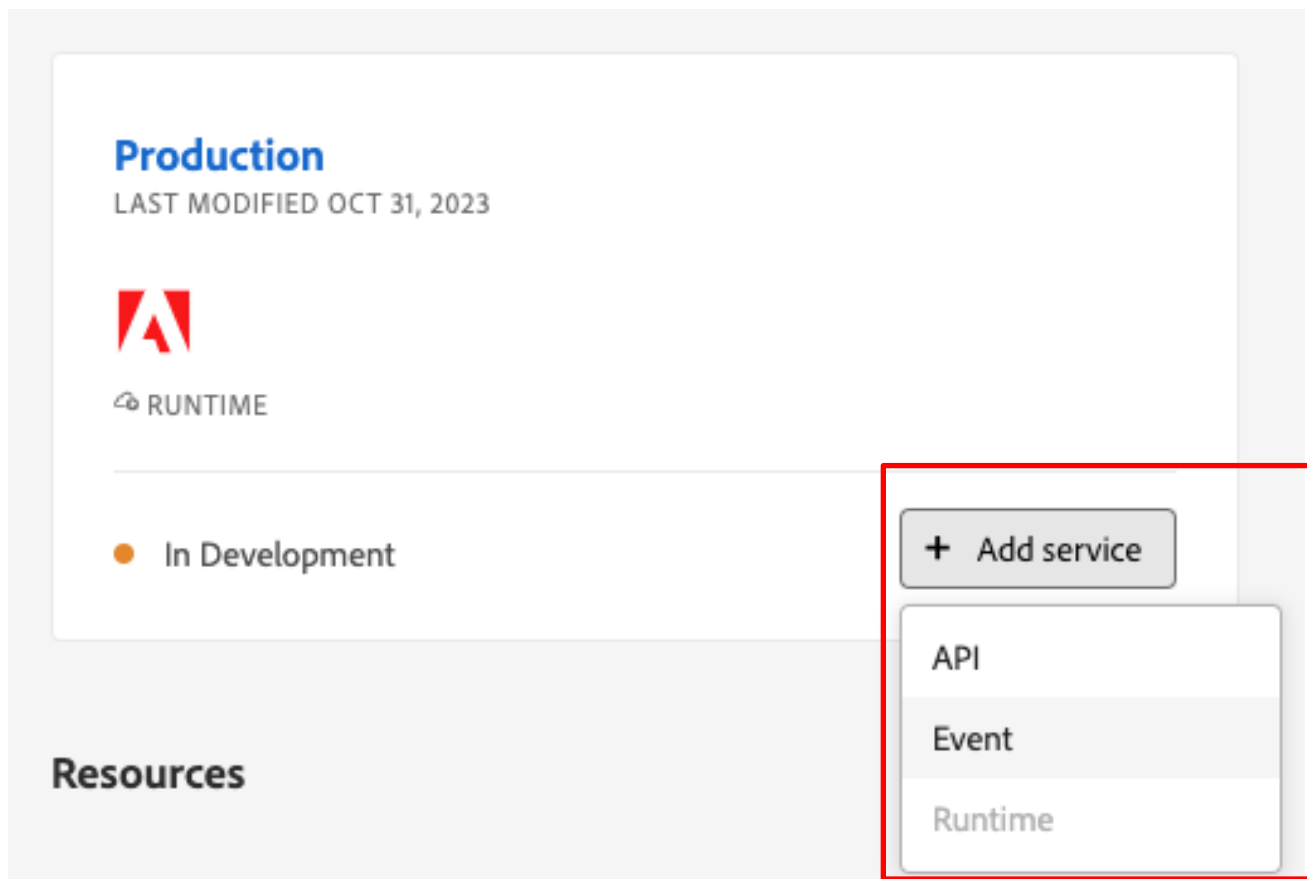 Production
LAST MODIFIED OCT 31, 2023
RUNTIME
In Development
+ Add service
API
Event
Runtime
Resources